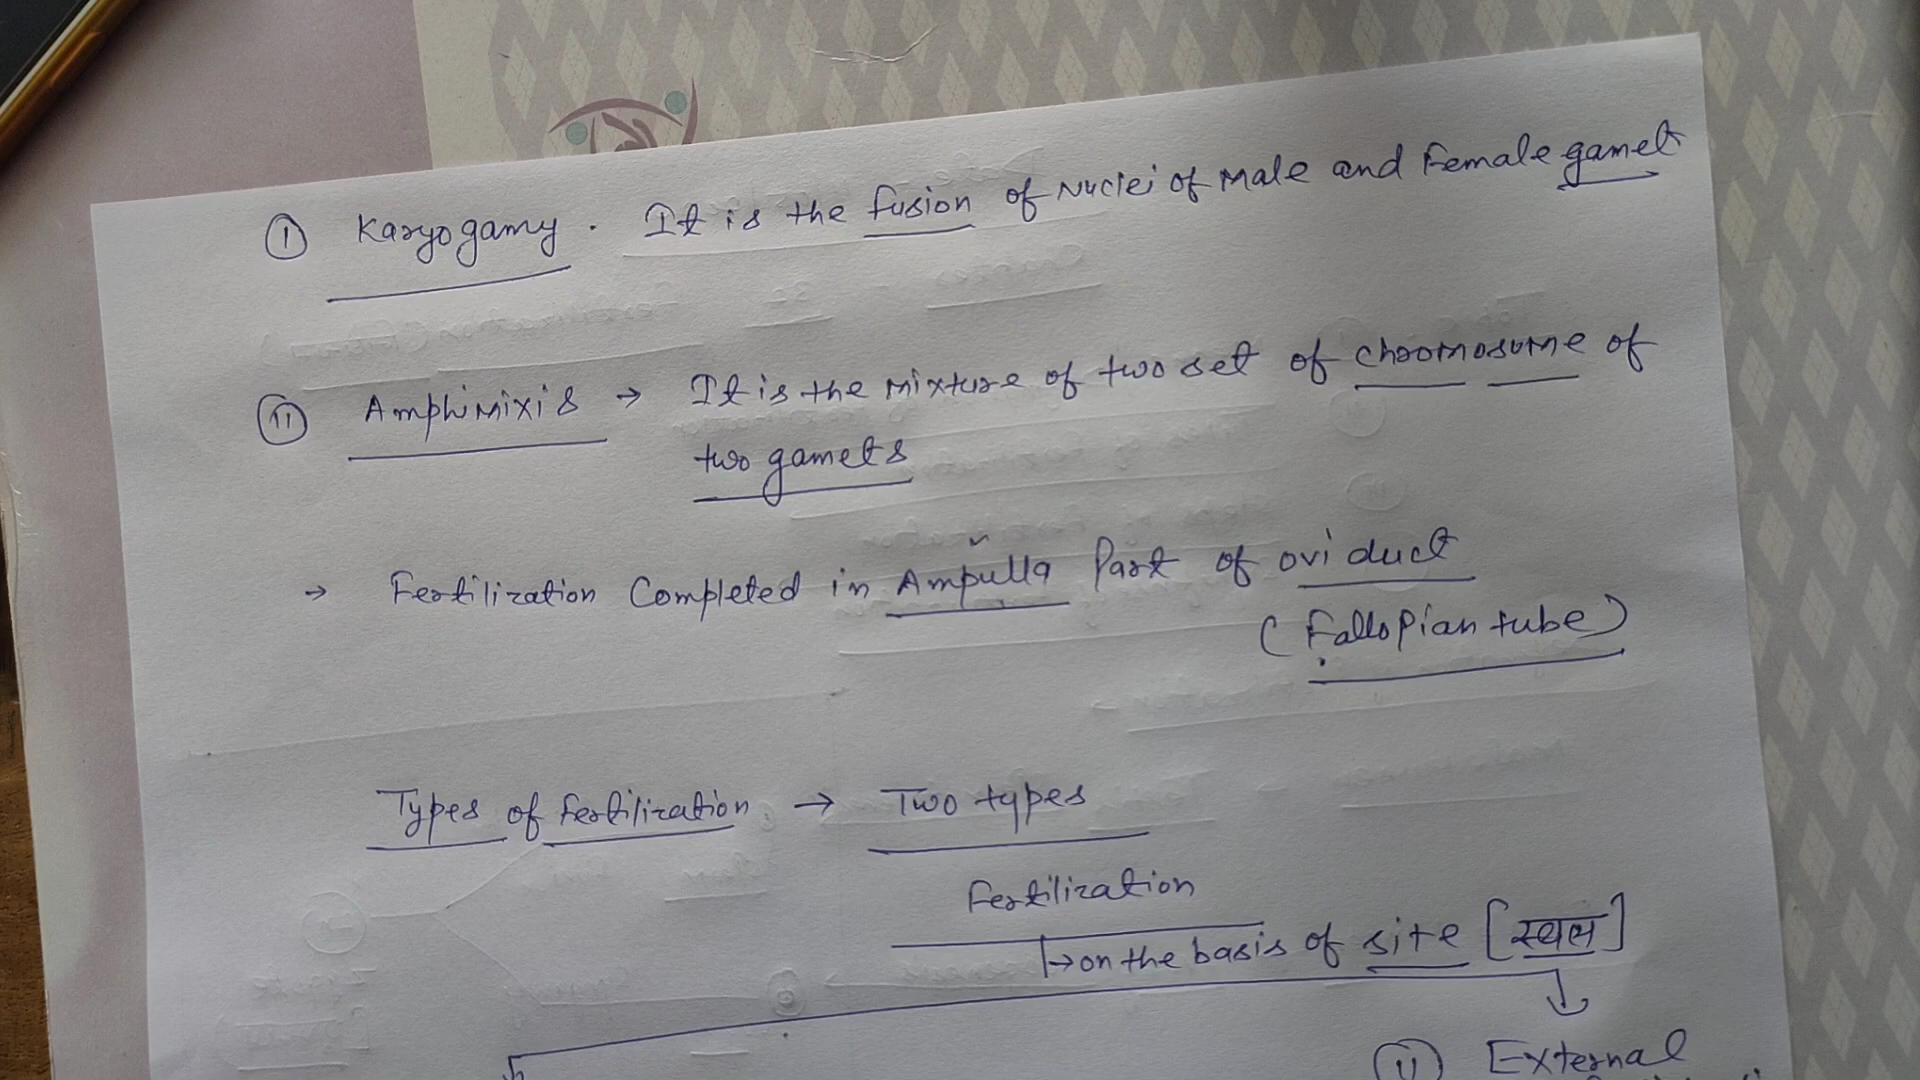 (I) Karyogamy. It is the fusion of Nuclei of Male and Female gamet
(II) Amphimixis → It is the mixture of two set of chromosome of
two gamets
→ Fertilization Completed in Ampulla Part of oviduct
(Fallopian tube)
Types of fertilization → Two types
Fertilization
↳ on the basis of site [स्थल]
(II) External